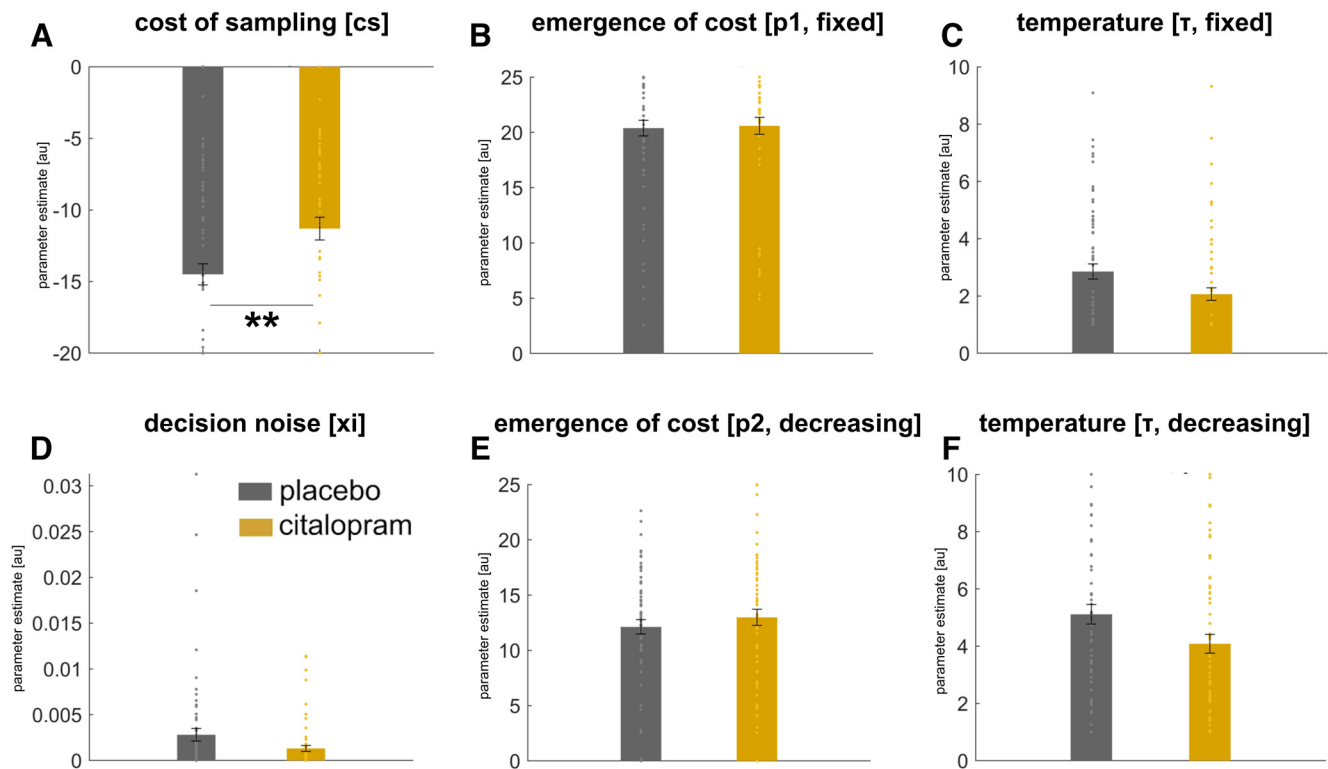 A cost of sampling [cs]
parameter estimate [au]
0
-5
-10
-15
-20
**
B emergence of cost [p1, fixed]
parameter estimate [au]
25
20
15
10
5
0
C temperature [τ, fixed]
parameter estimate [au]
10
8
6
4
2
0
D decision noise [xi]
parameter estimate [au]
0.03
0.025
0.02
0.015
0.01
0.005
0
placebo
citalopram
E emergence of cost [p2, decreasing]
parameter estimate [au]
25
20
15
10
5
0
F temperature [τ, decreasing]
parameter estimate [au]
10
8
6
4
2
0